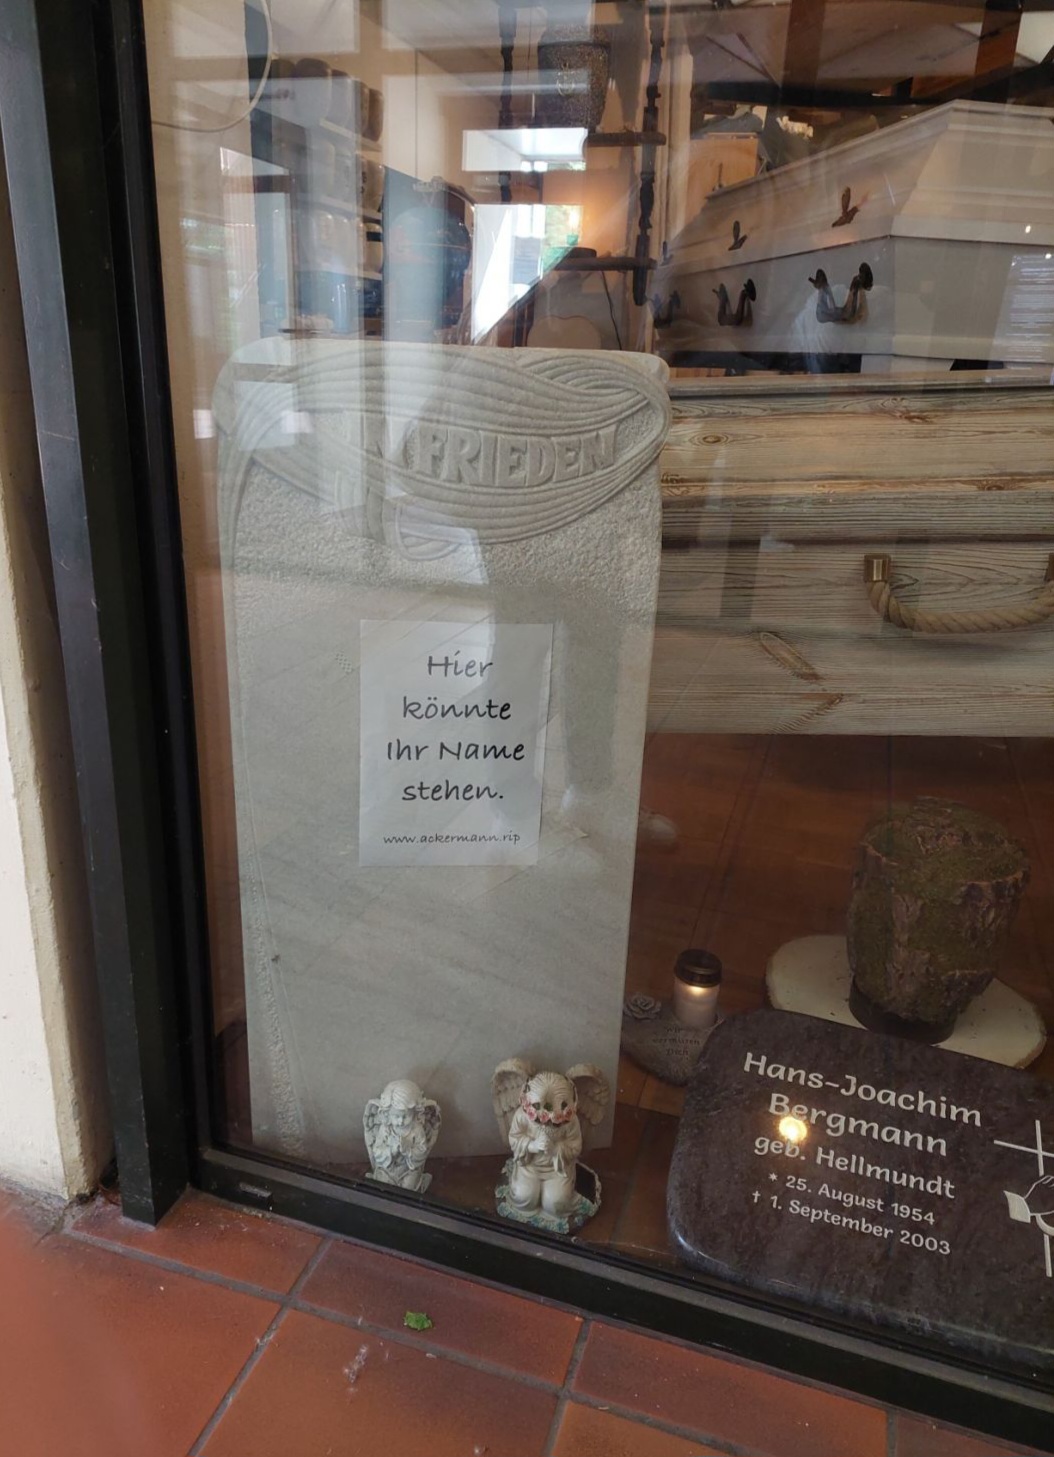 IN FRIEDEN
Hier
könnte
Ihr Name
stehen.
www.ackermann.rip
Hans-Joachim
Bergmann
geb. Hellmundt
* 25. August 1954
† 1. September 2003